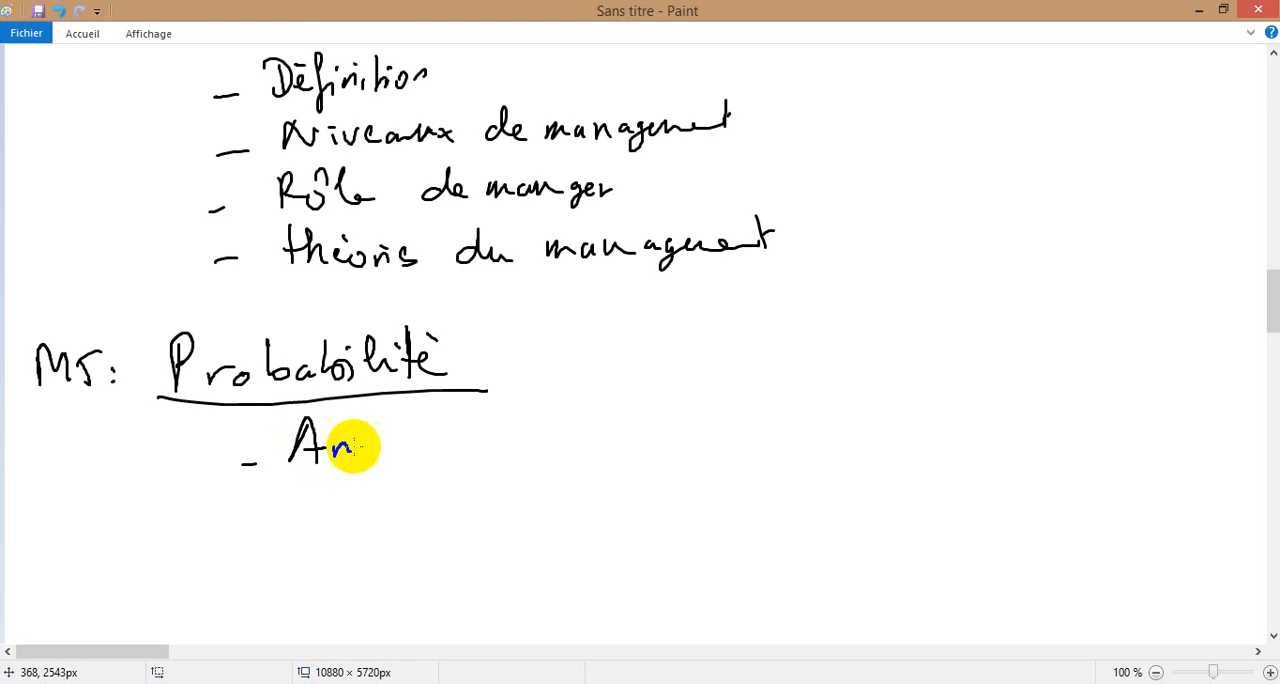 Sans titre - Paint
Fichier Accueil Affichage
- Définition
- Niveaux de management
- Rôle de manger
- théoris du management
M5: Probabilité
- An
368, 2543px 10880 × 5720px 100 %